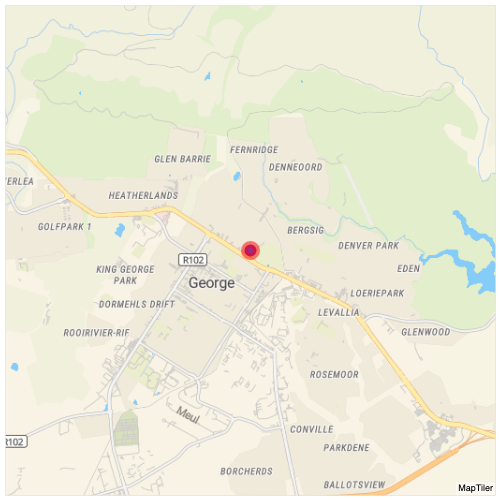 FERNRIDGE
GLEN BARRIE
DENNEOORD
ERLEA
HEATHERLANDS
GOLFPARK 1
BERGSIG
DENVER PARK
R102
KING GEORGE
PARK
EDEN
George
DORMEHLS DRIFT
LOERIEPARK
LEVALLIA
ROOIRIVIER-RIF
GLENWOOD
ROSEMOOR
Meul
CONVILLE
R102
PARKDENE
BORCHERDS
BALLOTSVIEW
MapTiler